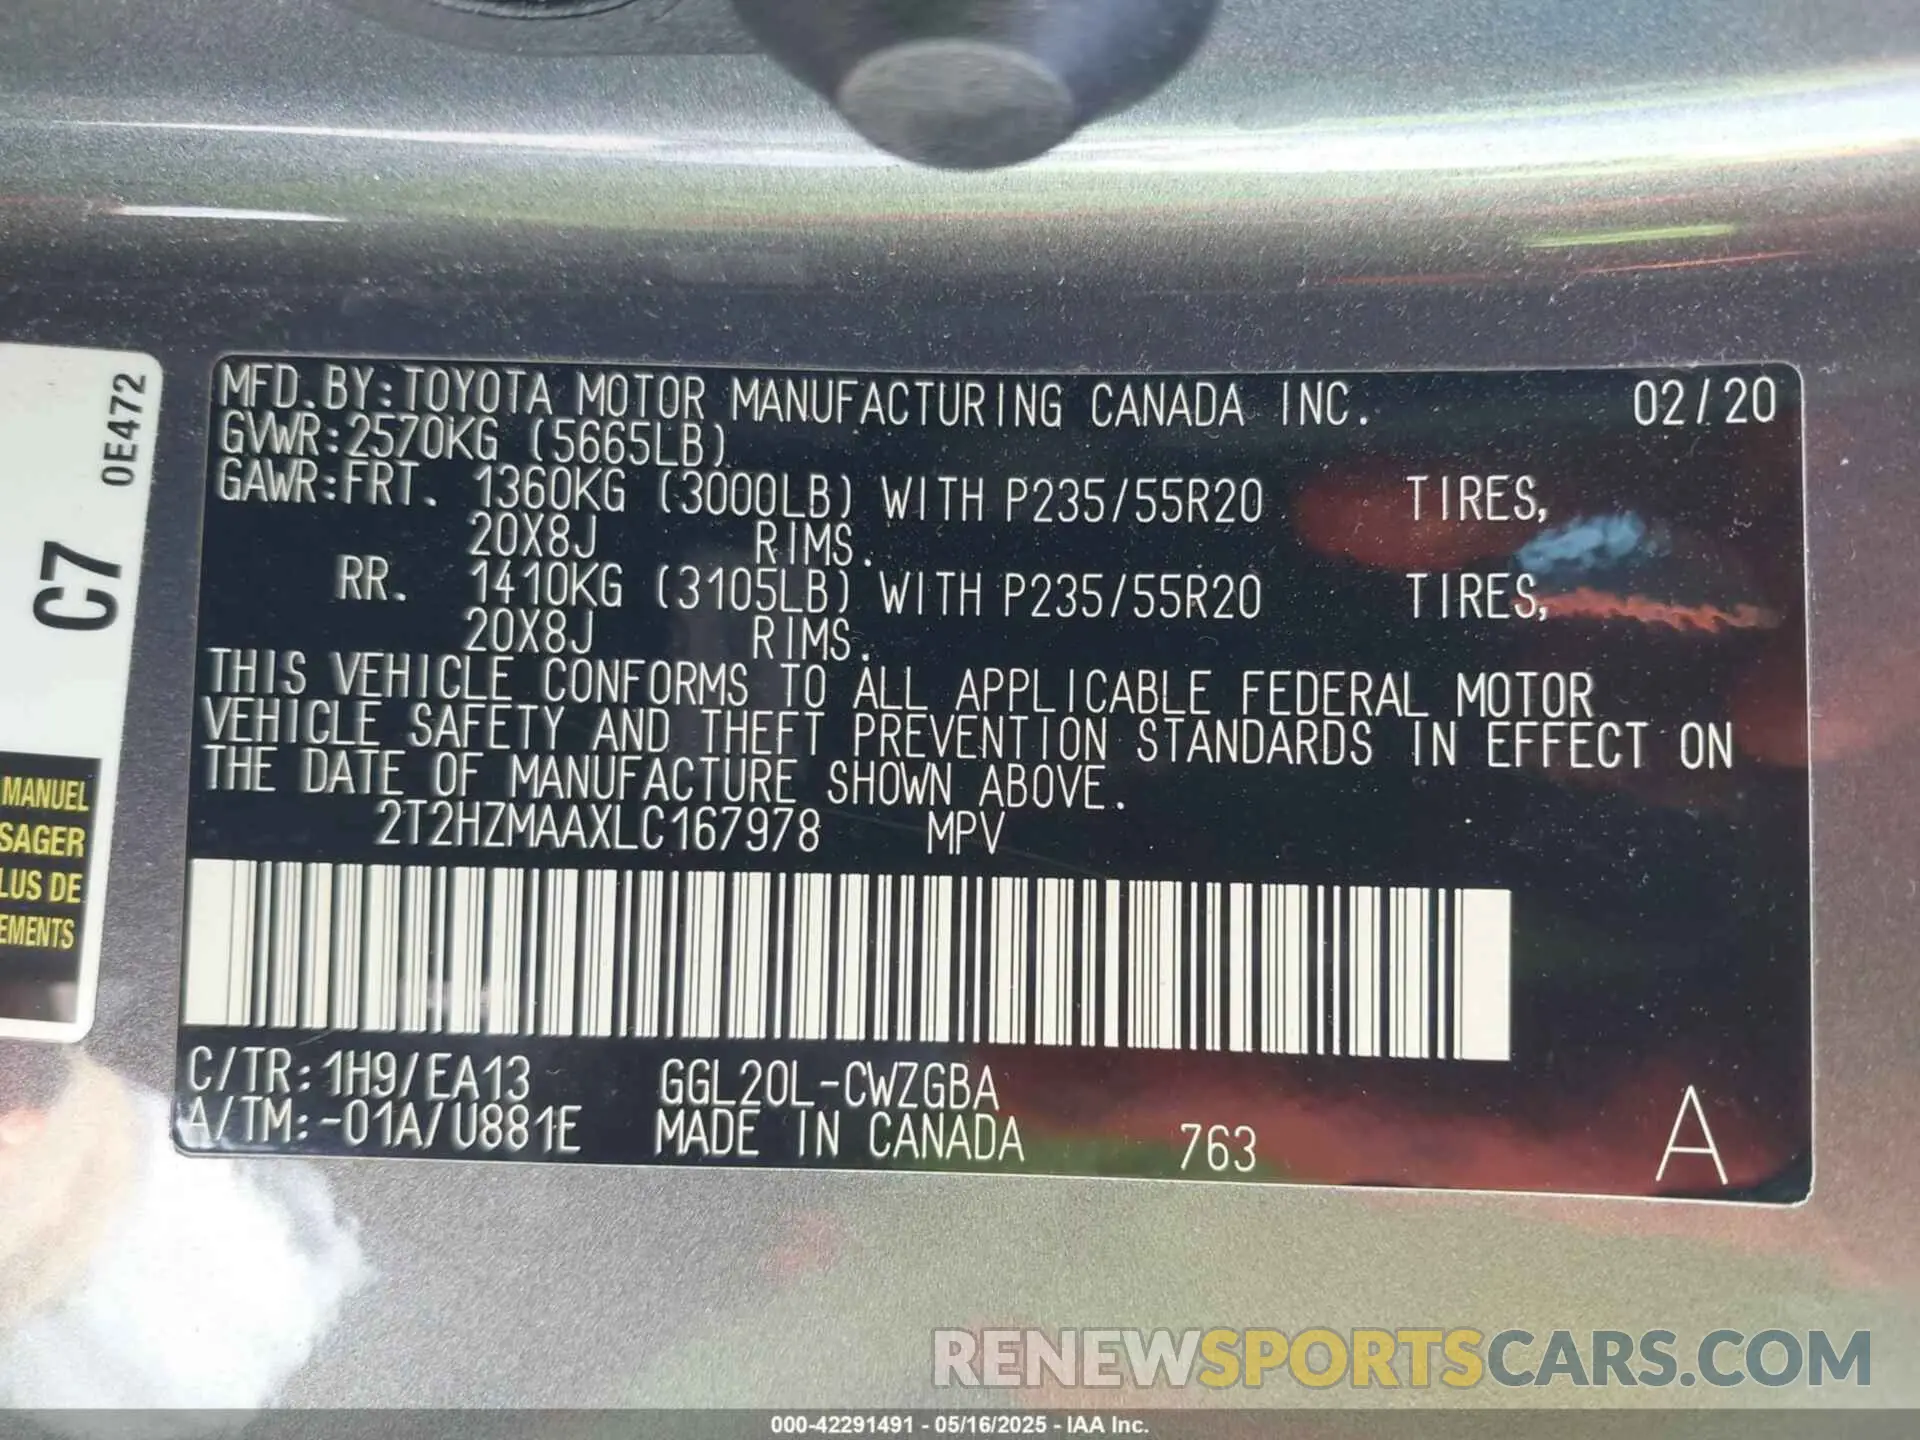 MFD.BY:TOYOTA MOTOR MANUFACTURING CANADA INC. 02/20
GVWR:2570KG (5665LB)
GAWR:FRT. 1360KG (3000LB) WITH P235/55R20 TIRES,
20X8J RIMS.
RR. 1410KG (3105LB) WITH P235/55R20 TIRES,
20X8J RIMS.
THIS VEHICLE CONFORMS TO ALL APPLICABLE FEDERAL MOTOR
VEHICLE SAFETY AND THEFT PREVENTION STANDARDS IN EFFECT ON
THE DATE OF MANUFACTURE SHOWN ABOVE.
2T2HZMAAXLC167978 MPV
C/TR:1H9/EA13 GGL20L-CWZGBA
A/TM:-01A/U881E MADE IN CANADA 763 A
0E472
C7
MANUEL
SAGER
LUS DE
EMENTS
RENEWSPORTSCARS.COM
000-42291491 - 05/16/2025 - IAA Inc.